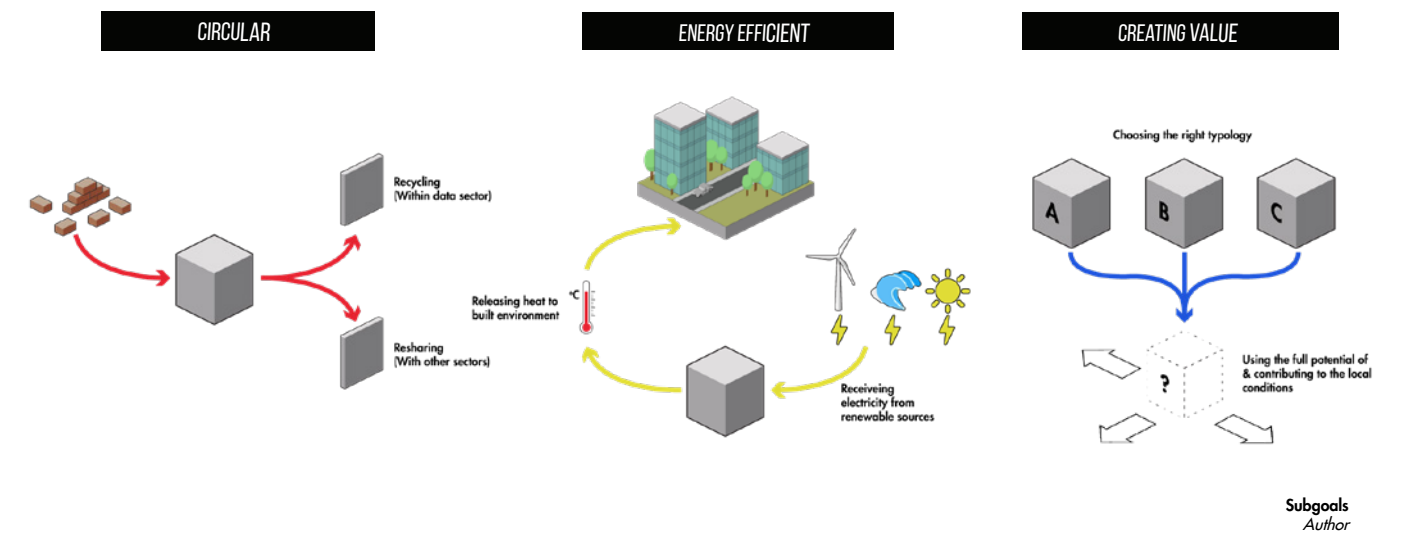 CIRCULAR
ENERGY EFFICIENT
CREATING VALUE
Recycling
(Within data sector)
Resharing
(With other sectors)
Releasing heat to
built environment
°C
Receiveing
electricity from
renewable sources
Choosing the right typology
A
B
C
?
Using the full potential of
& contributing to the local
conditions
Subgoals
Author